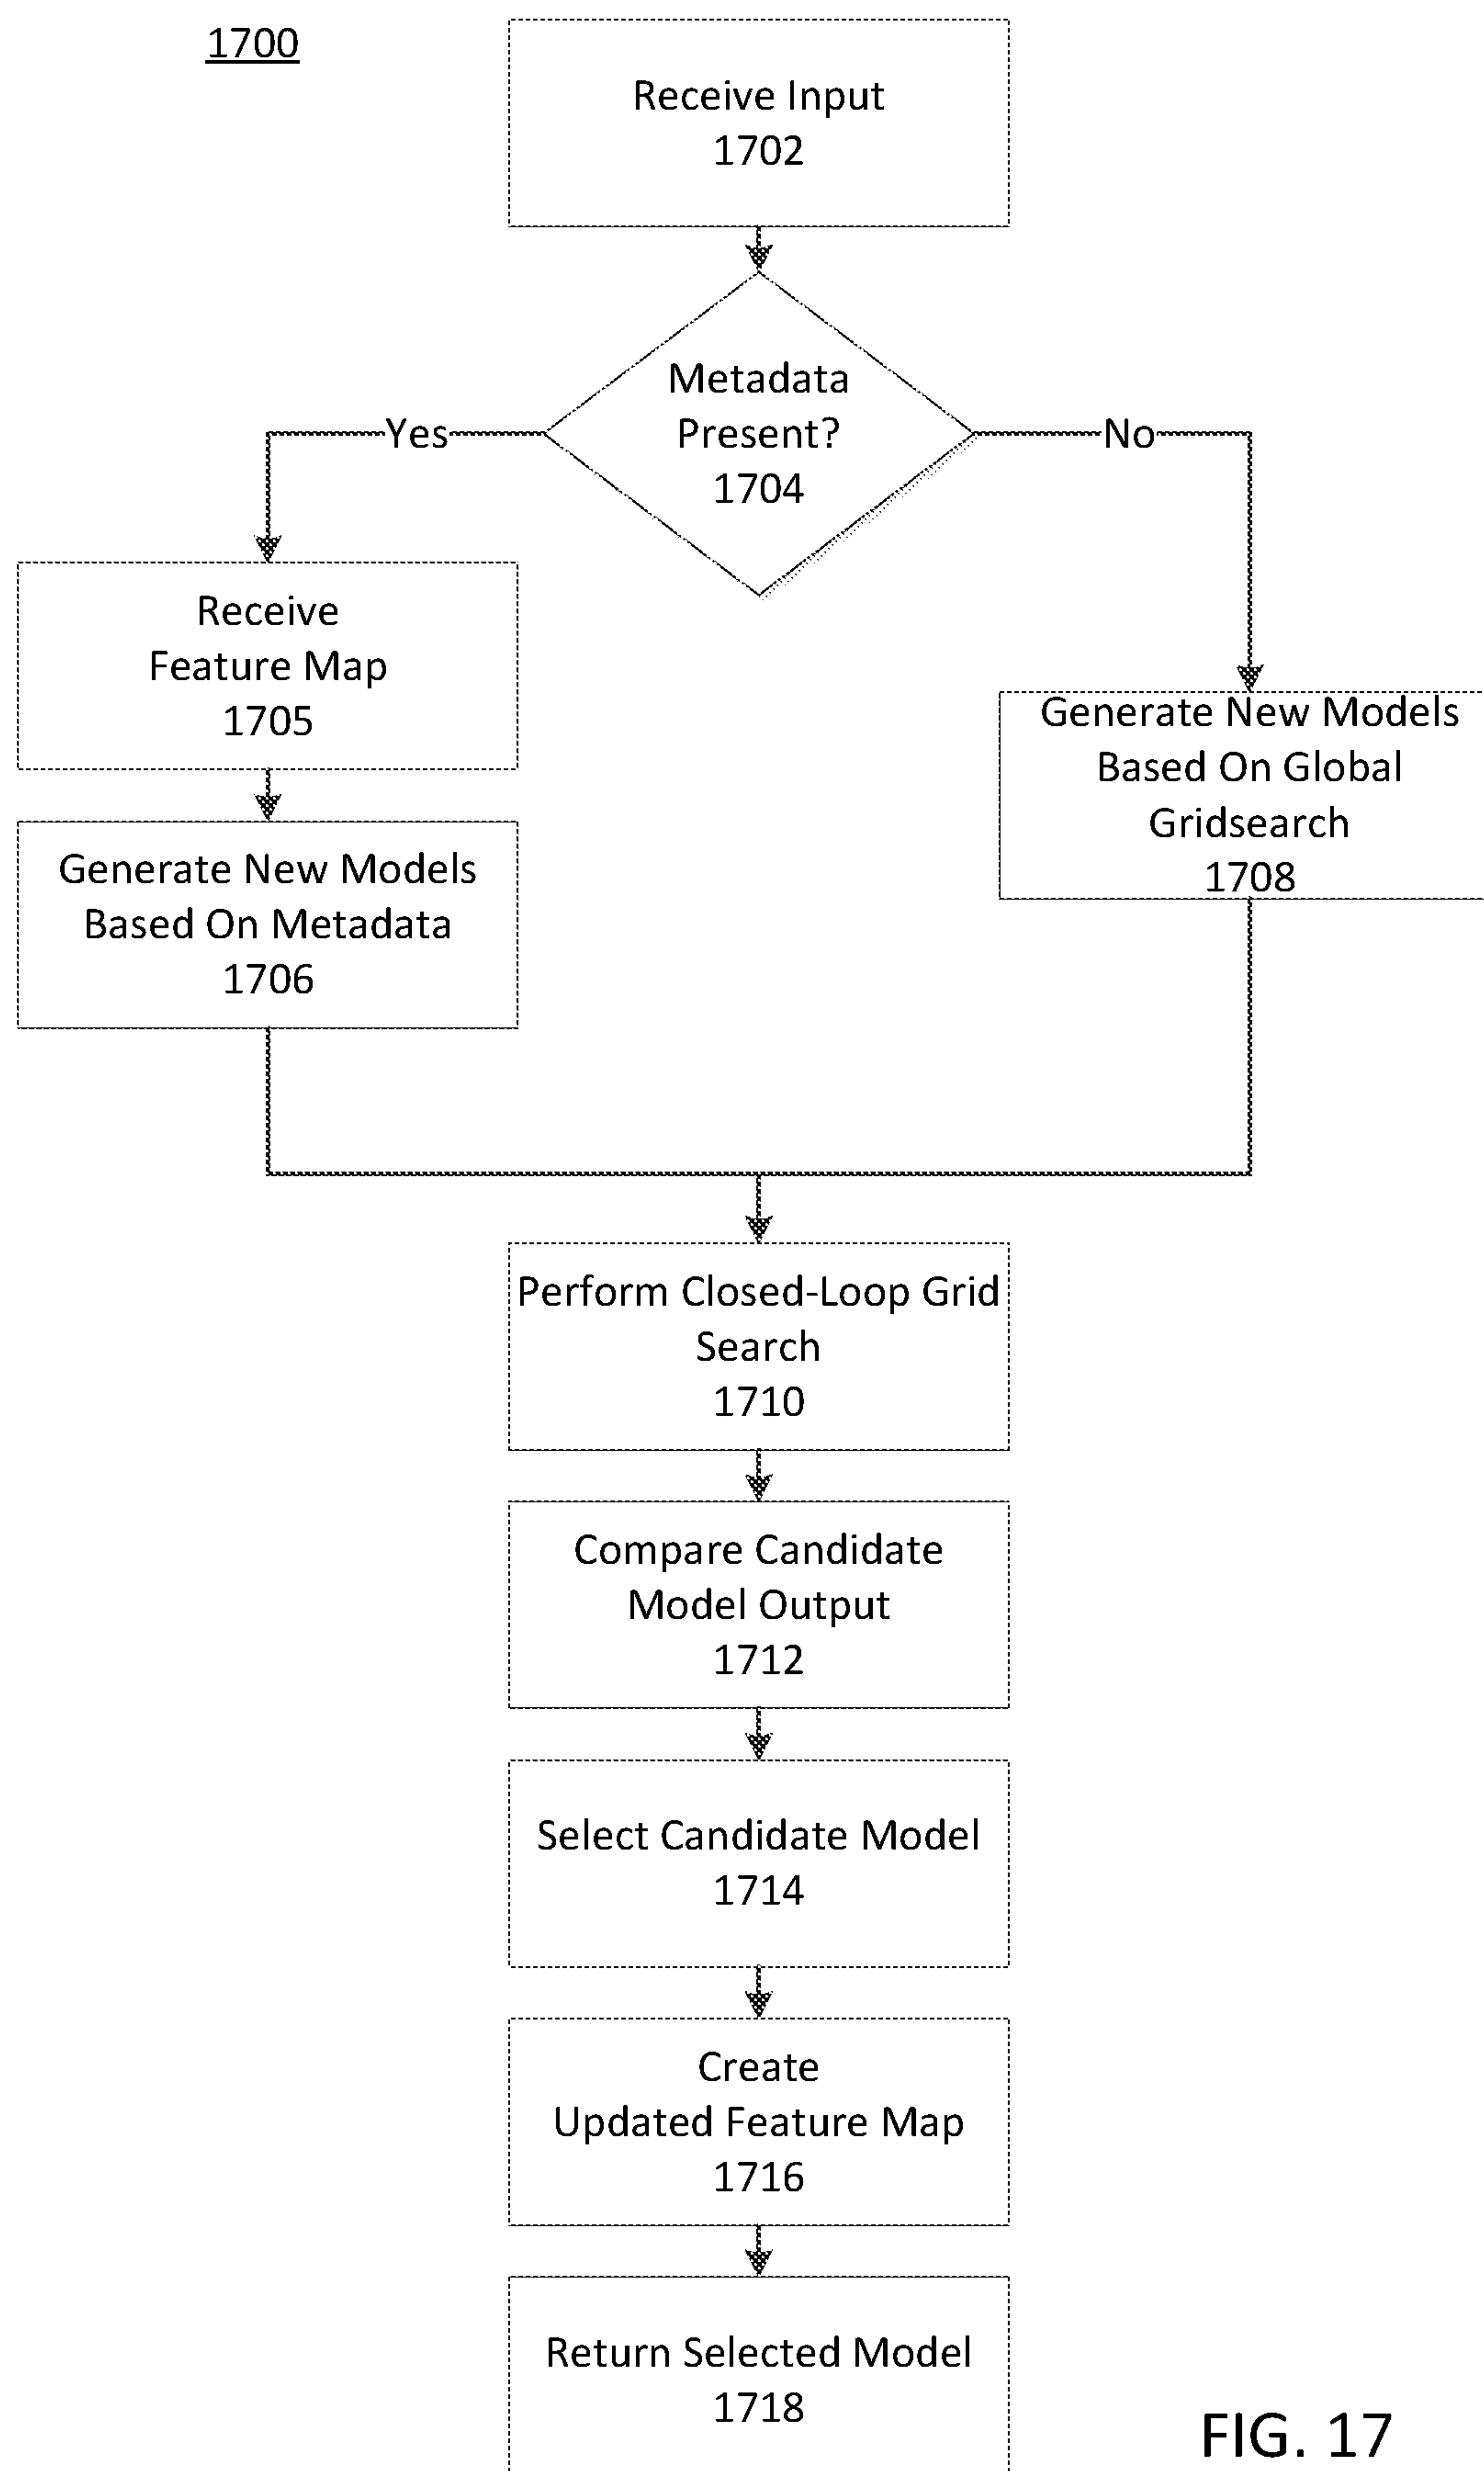 1700
Receive Input
1702
Metadata
Present?
1704
Yes
No
Receive
Feature Map
1705
Generate New Models
Based On Global
Gridsearch
1708
Generate New Models
Based On Metadata
1706
Perform Closed-Loop Grid
Search
1710
Compare Candidate
Model Output
1712
Select Candidate Model
1714
Create
Updated Feature Map
1716
Return Selected Model
1718
FIG. 17